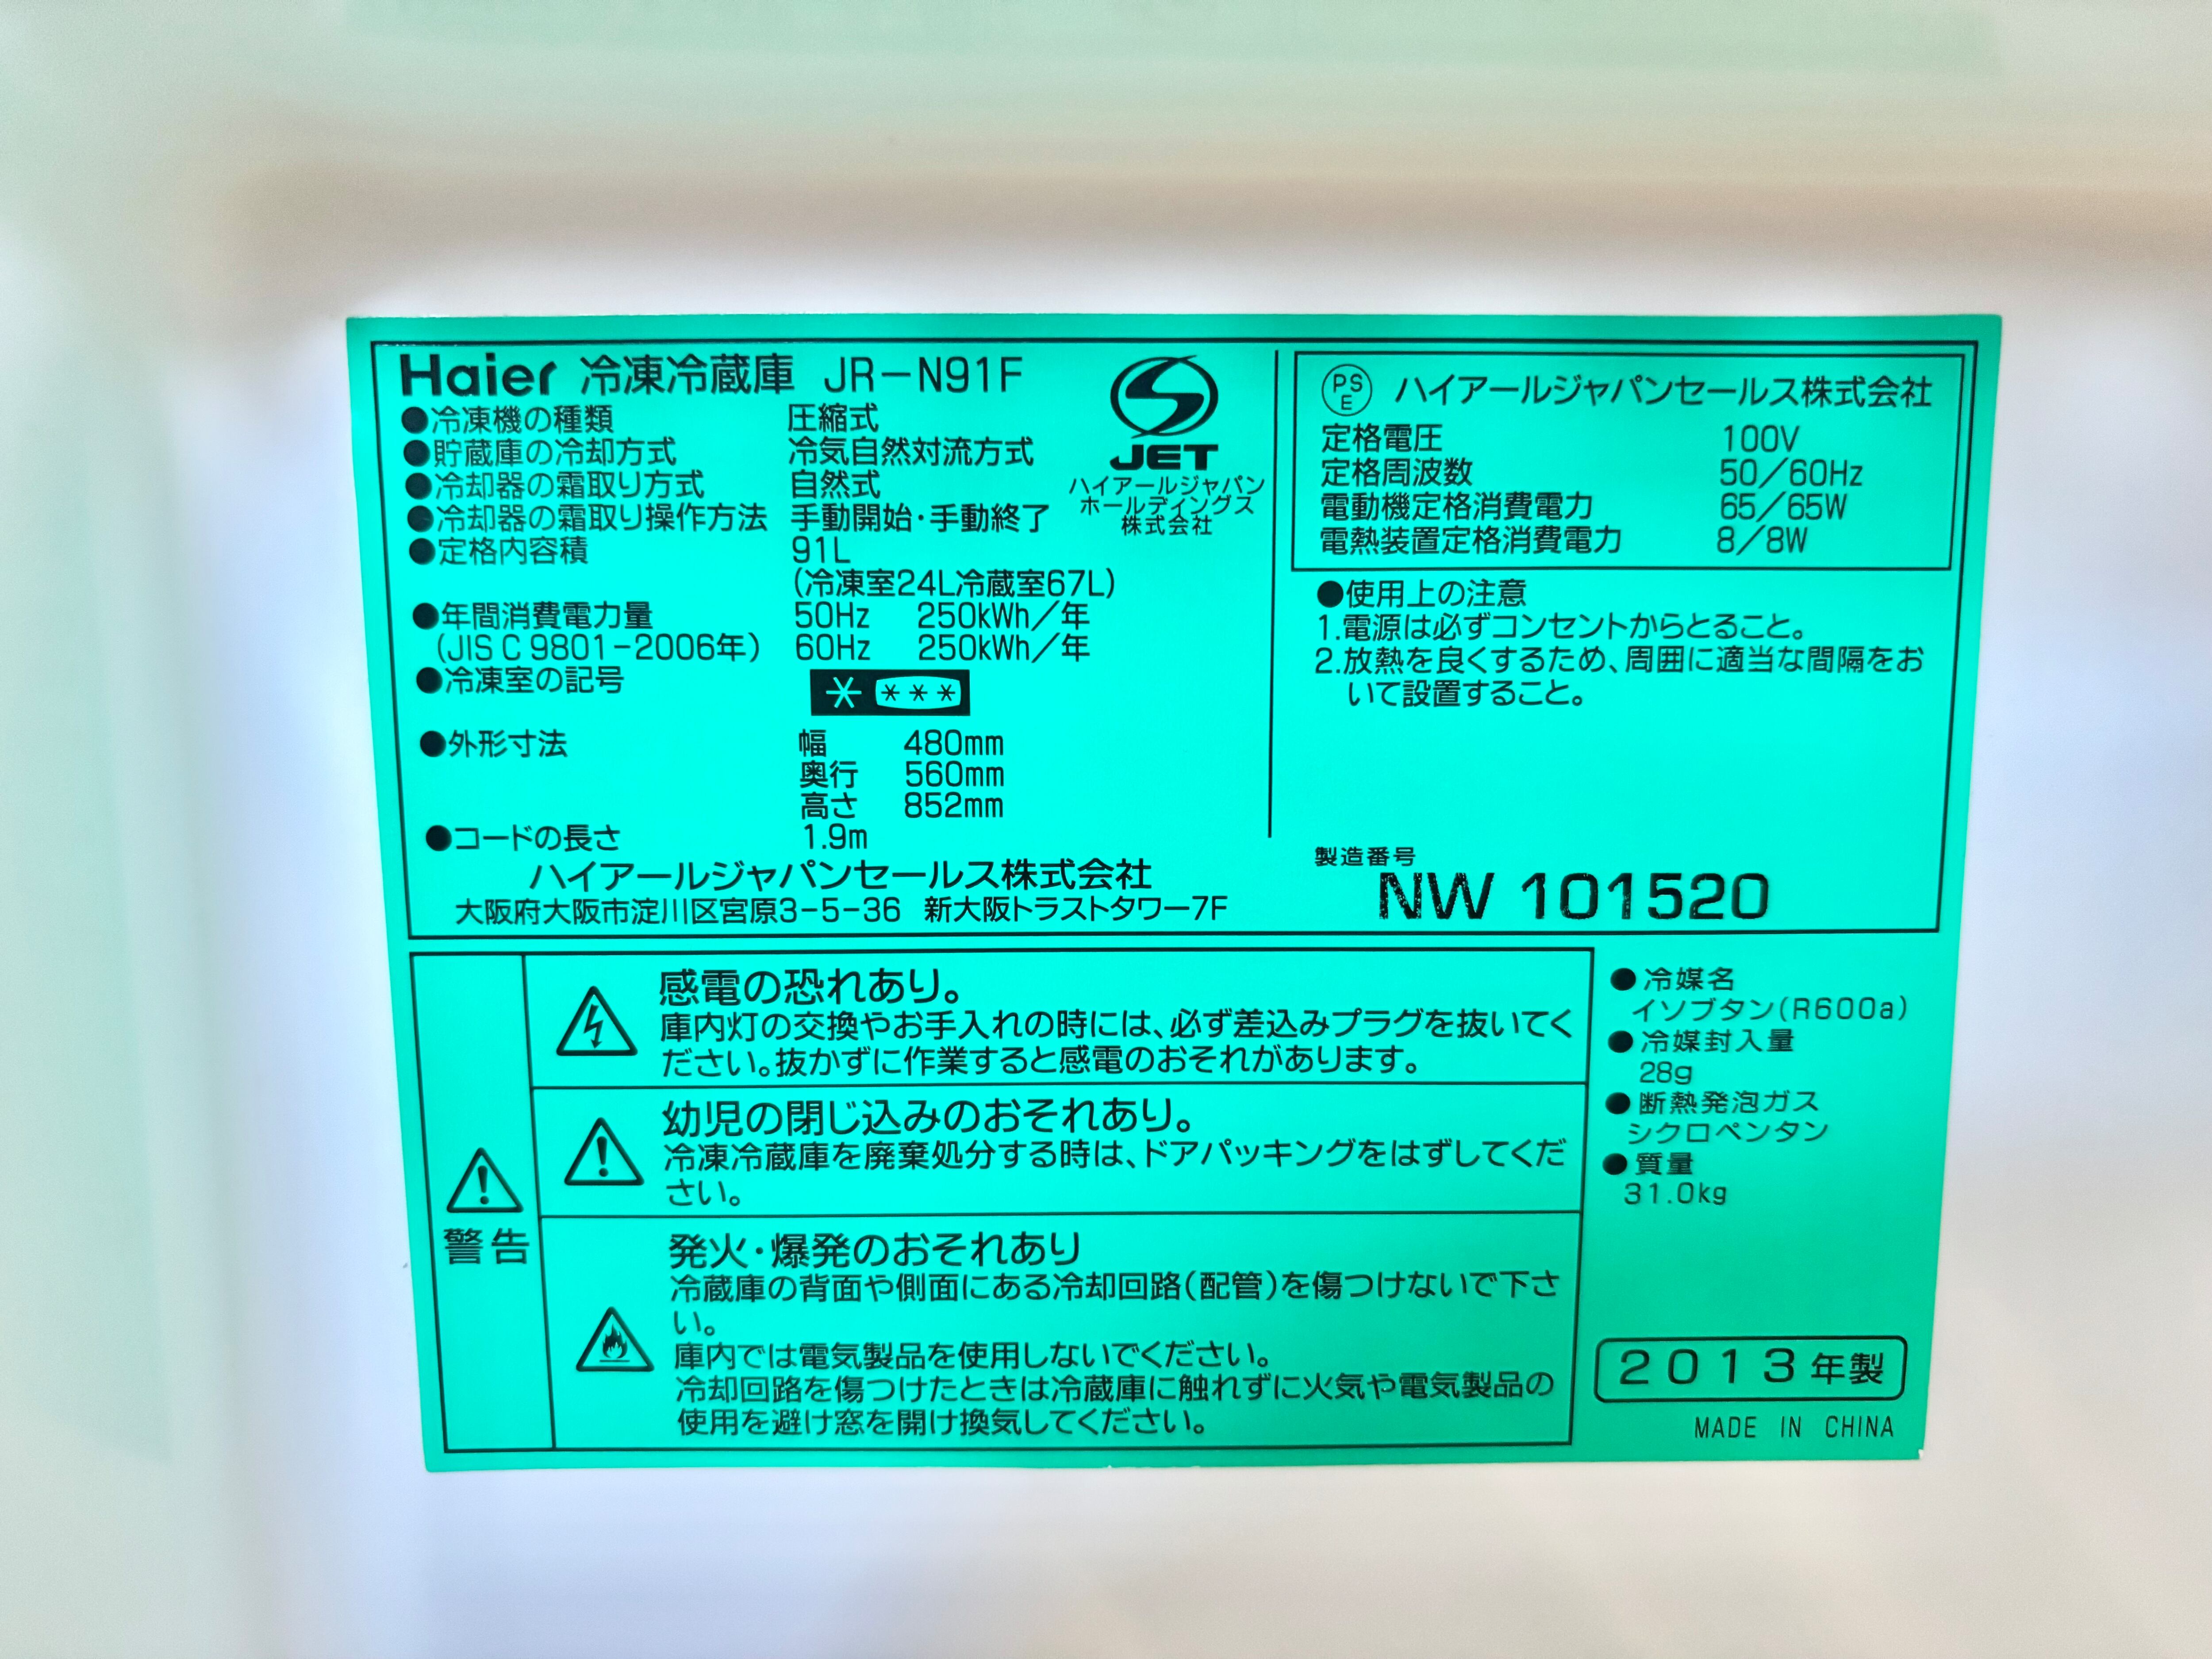 Haier 冷凍冷蔵庫 JR-N91F
●冷凍機の種類 圧縮式
●貯蔵庫の冷却方式 冷気自然対流方式
●冷却器の霜取り方式 自然式
●冷却器の霜取り操作方法 手動開始・手動終了
●定格内容積 91L
(冷凍室24L冷蔵室67L)
●年間消費電力量 50Hz 250kWh/年
(JIS C 9801-2006年) 60Hz 250kWh/年
●冷凍室の記号 * ***
●外形寸法 幅 480mm
奥行 560mm
高さ 852mm
●コードの長さ 1.9m
ハイアールジャパンセールス株式会社
大阪府大阪市淀川区宮原3-5-36 新大阪トラストタワー7F
JET
ハイアールジャパン
ホールディングス
株式会社
PSE ハイアールジャパンセールス株式会社
定格電圧 100V
定格周波数 50/60Hz
電動機定格消費電力 65/65W
電熱装置定格消費電力 8/8W
●使用上の注意
1.電源は必ずコンセントからとること。
2.放熱を良くするため、周囲に適当な間隔をお
いて設置すること。
製造番号
NW 101520
警告
感電の恐れあり。
庫内灯の交換やお手入れの時には、必ず差込みプラグを抜いてく
ださい。抜かずに作業すると感電のおそれがあります。
幼児の閉じ込みのおそれあり。
冷凍冷蔵庫を廃棄処分する時は、ドアパッキングをはずしてくだ
さい。
発火・爆発のおそれあり
冷蔵庫の背面や側面にある冷却回路(配管)を傷つけないで下さ
い。
庫内では電気製品を使用しないでください。
冷却回路を傷つけたときは冷蔵庫に触れずに火気や電気製品の
使用を避け窓を開け換気してください。
●冷媒名
イソブタン(R600a)
●冷媒封入量
28g
●断熱発泡ガス
シクロペンタン
●質量
31.0kg
2013年製
MADE IN CHINA